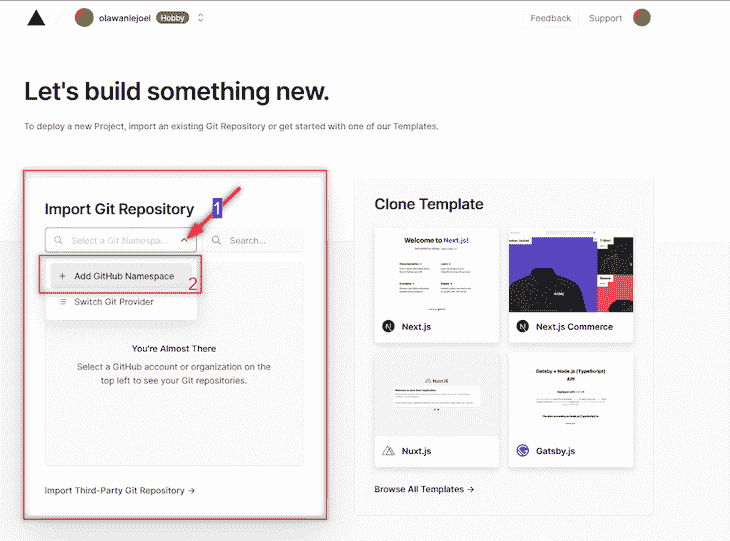 olawanlejoel Hobby
Feedback Support
Let's build something new.
To deploy a new Project, import an existing Git Repository or get started with one of our Templates.
Import Git Repository 1
Select a Git Namespa... Search...
+ Add GitHub Namespace 2
Switch Git Provider
You're Almost There
Select a GitHub account or organization on the
top left to see your Git repositories.
Import Third-Party Git Repository →
Clone Template
Welcome to Next.js!
Next.js
Next.js Commerce
NuxtJS
Nuxt.js
Gatsby + Node.js (TypeScript)
API
Gatsby.js
Browse All Templates →